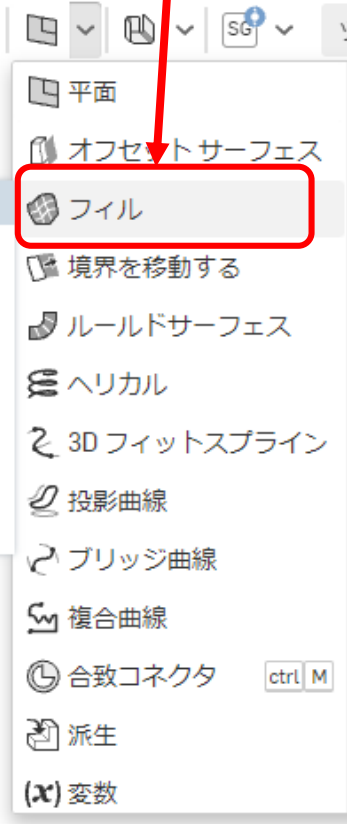 SG
平面
オフセット サーフェス
フィル
境界を移動する
ルールドサーフェス
ヘリカル
3D フィットスプライン
投影曲線
ブリッジ曲線
複合曲線
合致コネクタ ctrl M
派生
(x) 変数